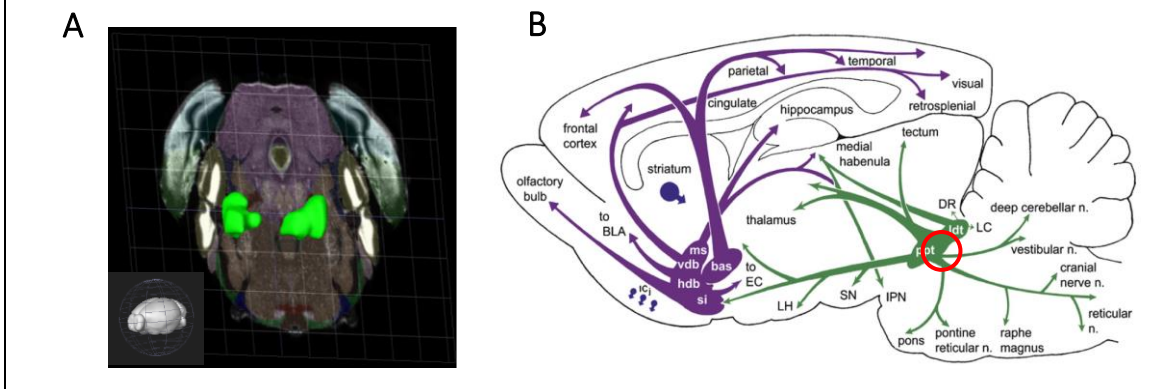 A
B
parietal
temporal
visual
cingulate
hippocampus
retrosplenial
frontal
cortex
tectum
medial
habenula
striatum
olfactory
bulb
DR
deep cerebellar n.
to
BLA
thalamus
ldt
LC
ms
ppt
vestibular n.
vdb
bas
to
EC
cranial
nerve n.
hdb
ICj
si
LH
SN
IPN
reticular
n.
pons
pontine
reticular n.
raphe
magnus